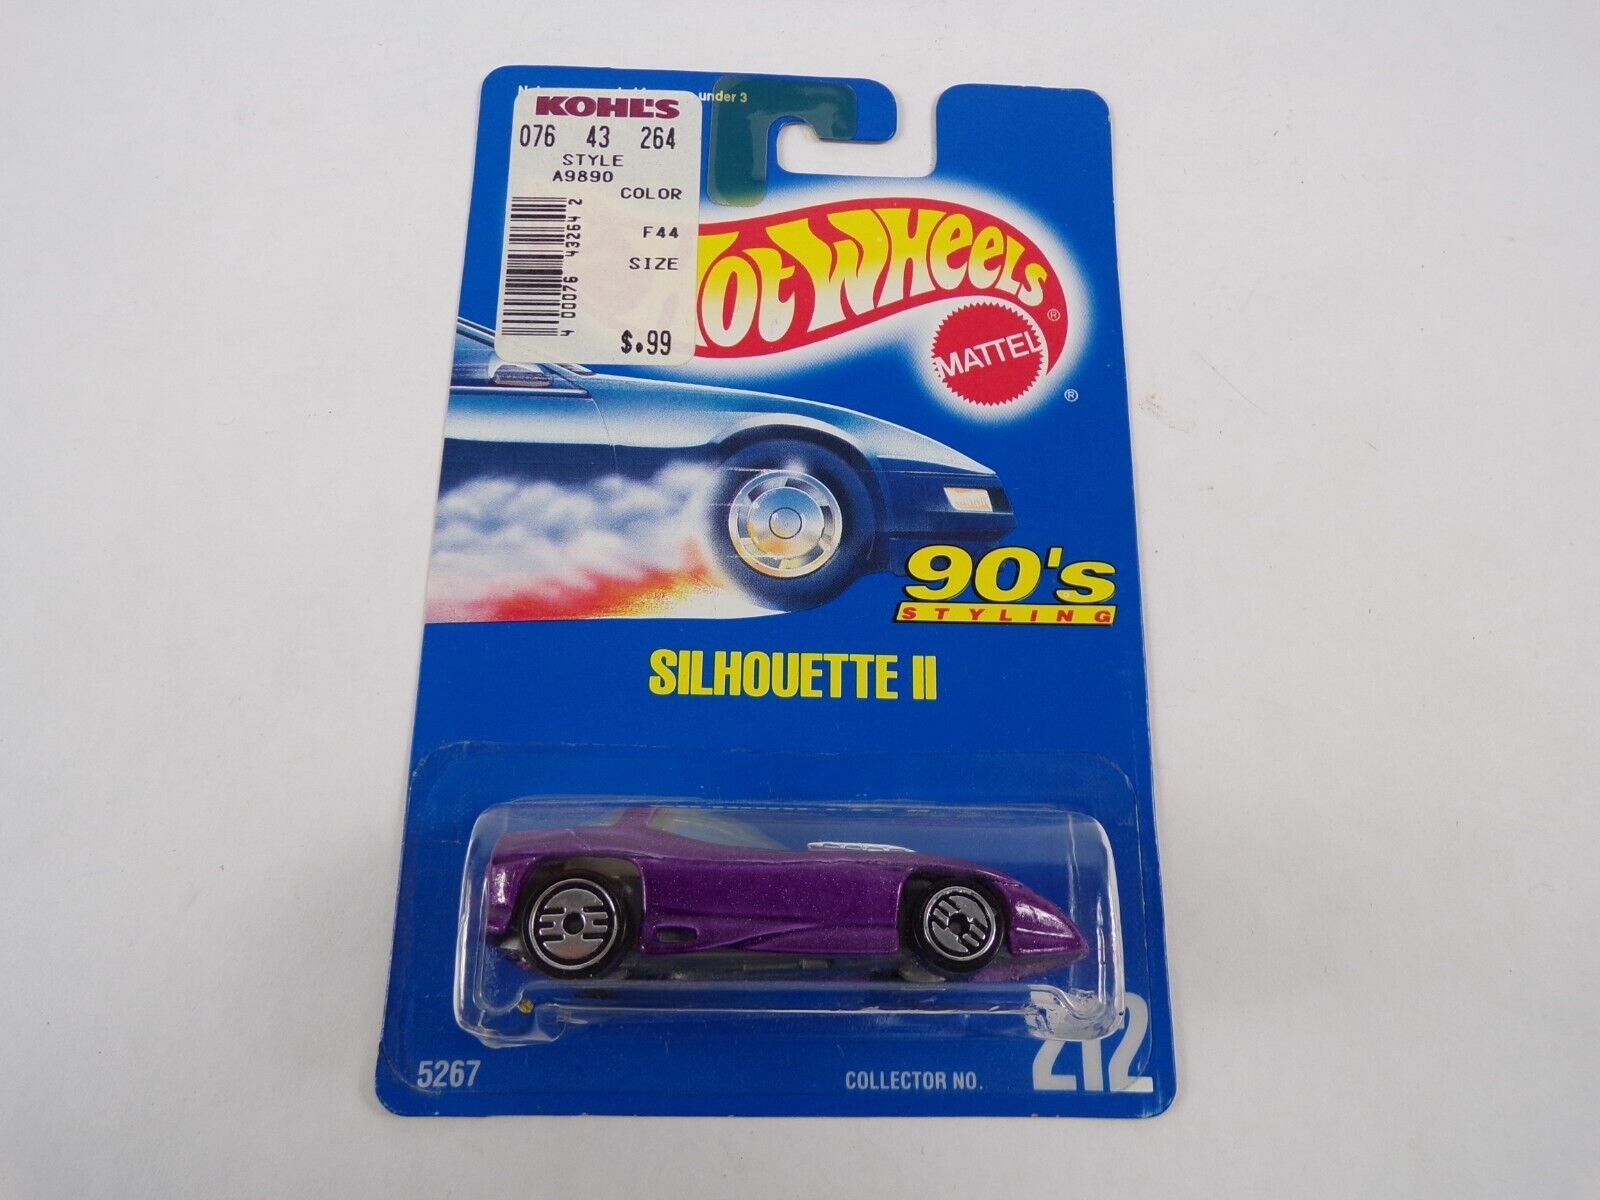 under 3
KOHL'S
076 43 264
STYLE
A9890
COLOR
F44
SIZE
4 00076 43264 2
$.99
Hot Wheels ®
MATTEL
®
90's
STYLING
SILHOUETTE II
5267
COLLECTOR NO. 212